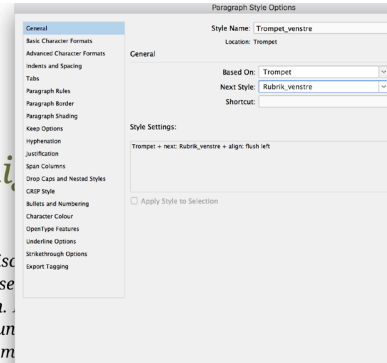 Paragraph Style Options
General
Basic Character Formats
Advanced Character Formats
Indents and Spacing
Tabs
Paragraph Rules
Paragraph Border
Paragraph Shading
Keep Options
Hyphenation
Justification
Span Columns
Drop Caps and Nested Styles
GREP Style
Bullets and Numbering
Character Colour
OpenType Features
Underline Options
Strikethrough Options
Export Tagging
Style Name: Trompet_venstre
Location: Trompet
General
Based On: Trompet
Next Style: Rubrik_venstre
Shortcut:
Style Settings:
Trompet + next: Rubrik_venstre + align: flush left
Apply Style to Selection